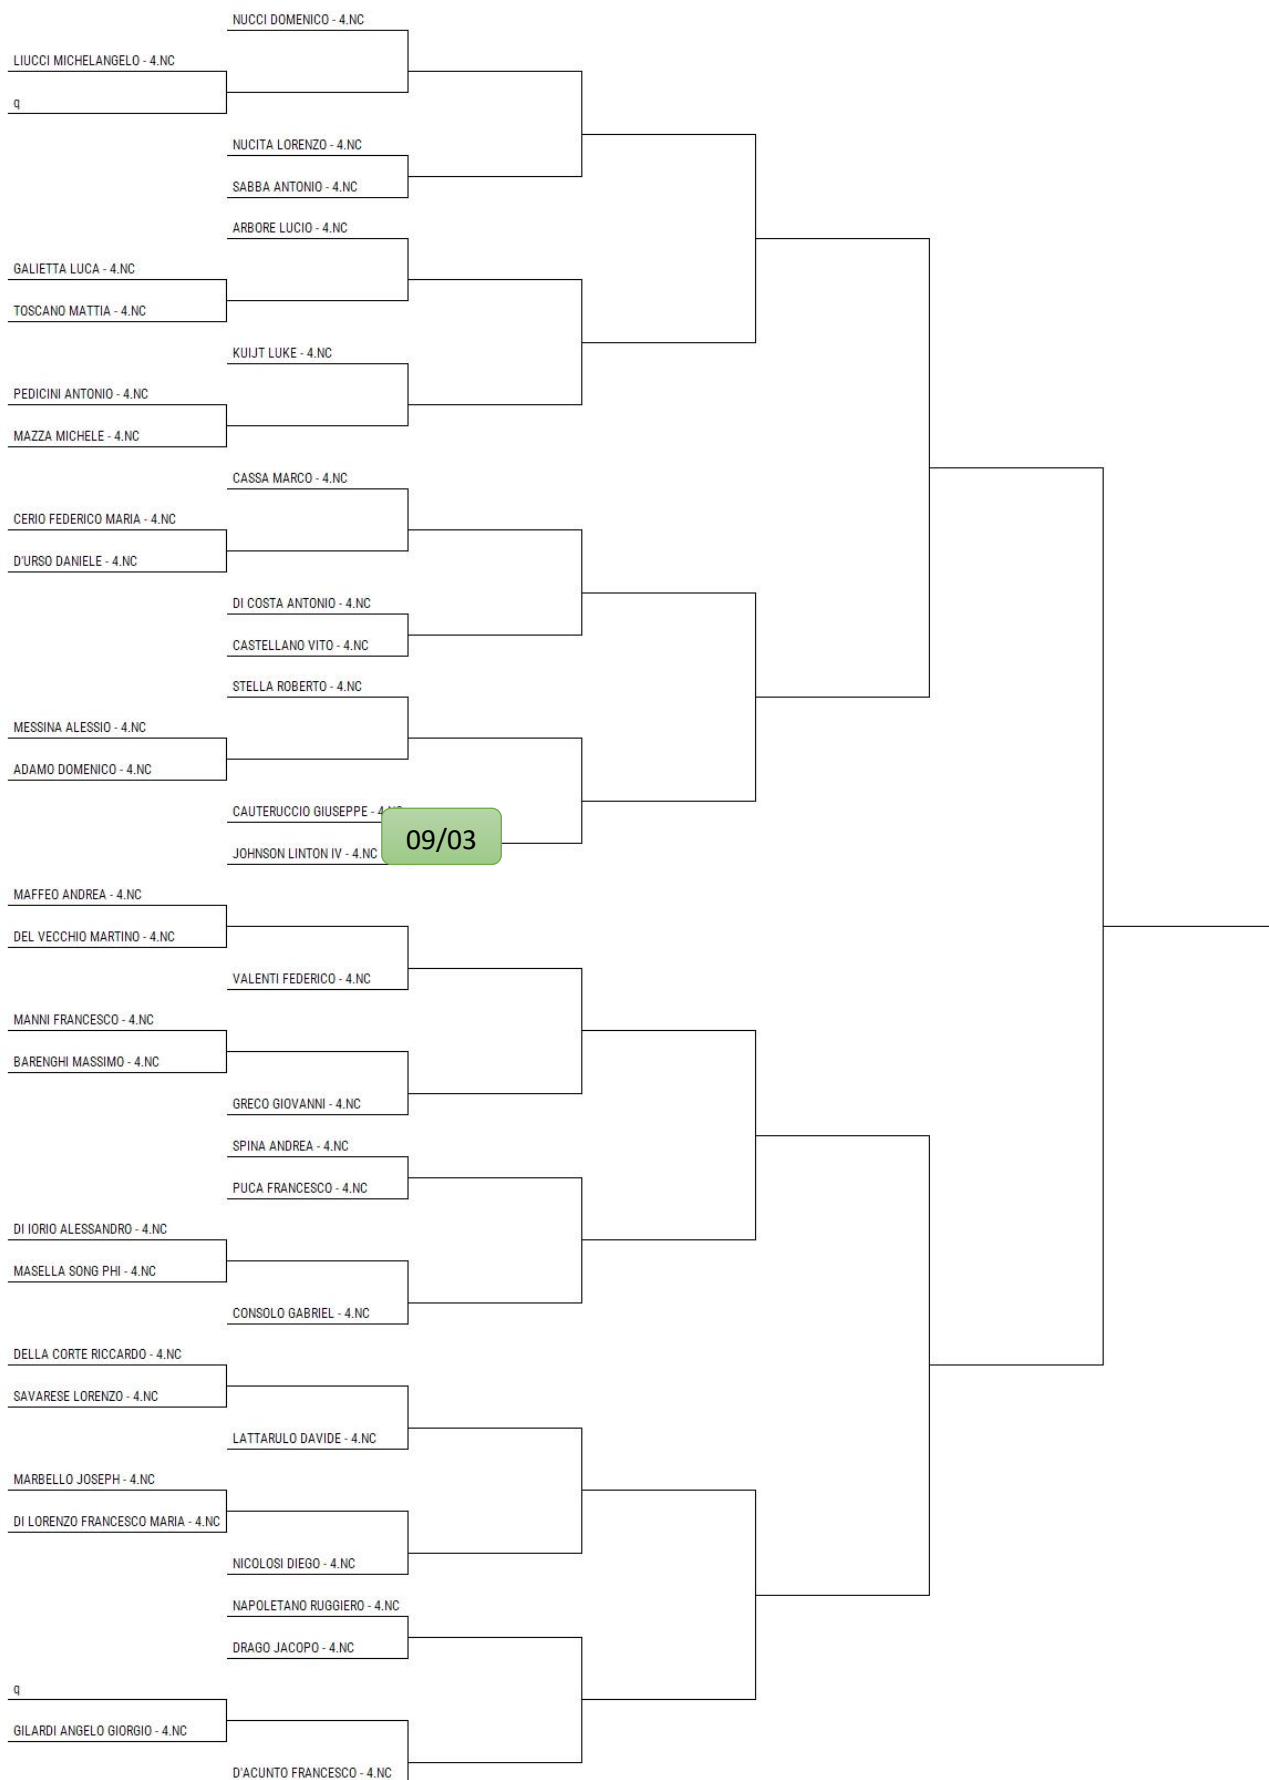 NUCCI DOMENICO - 4.NC
LIUCCI MICHELANGELO - 4.NC
q
NUCITA LORENZO - 4.NC
SABBA ANTONIO - 4.NC
ARBORE LUCIO - 4.NC
GALIETTA LUCA - 4.NC
TOSCANO MATTIA - 4.NC
KUIJT LUKE - 4.NC
PEDICINI ANTONIO - 4.NC
MAZZA MICHELE - 4.NC
CASSA MARCO - 4.NC
CERIO FEDERICO MARIA - 4.NC
D'URSO DANIELE - 4.NC
DI COSTA ANTONIO - 4.NC
CASTELLANO VITO - 4.NC
STELLA ROBERTO - 4.NC
MESSINA ALESSIO - 4.NC
ADAMO DOMENICO - 4.NC
CAUTERUCCIO GIUSEPPE - 4.NC
09/03
JOHNSON LINTON IV - 4.NC
MAFFEO ANDREA - 4.NC
DEL VECCHIO MARTINO - 4.NC
VALENTI FEDERICO - 4.NC
MANNI FRANCESCO - 4.NC
BARENGHI MASSIMO - 4.NC
GRECO GIOVANNI - 4.NC
SPINA ANDREA - 4.NC
PUCA FRANCESCO - 4.NC
DI IORIO ALESSANDRO - 4.NC
MASELLA SONG PHI - 4.NC
CONSOLO GABRIEL - 4.NC
DELLA CORTE RICCARDO - 4.NC
SAVARESE LORENZO - 4.NC
LATTARULO DAVIDE - 4.NC
MARBELLO JOSEPH - 4.NC
DI LORENZO FRANCESCO MARIA - 4.NC
NICOLOSI DIEGO - 4.NC
NAPOLETANO RUGGIERO - 4.NC
DRAGO JACOPO - 4.NC
q
GILARDI ANGELO GIORGIO - 4.NC
D'ACUNTO FRANCESCO - 4.NC